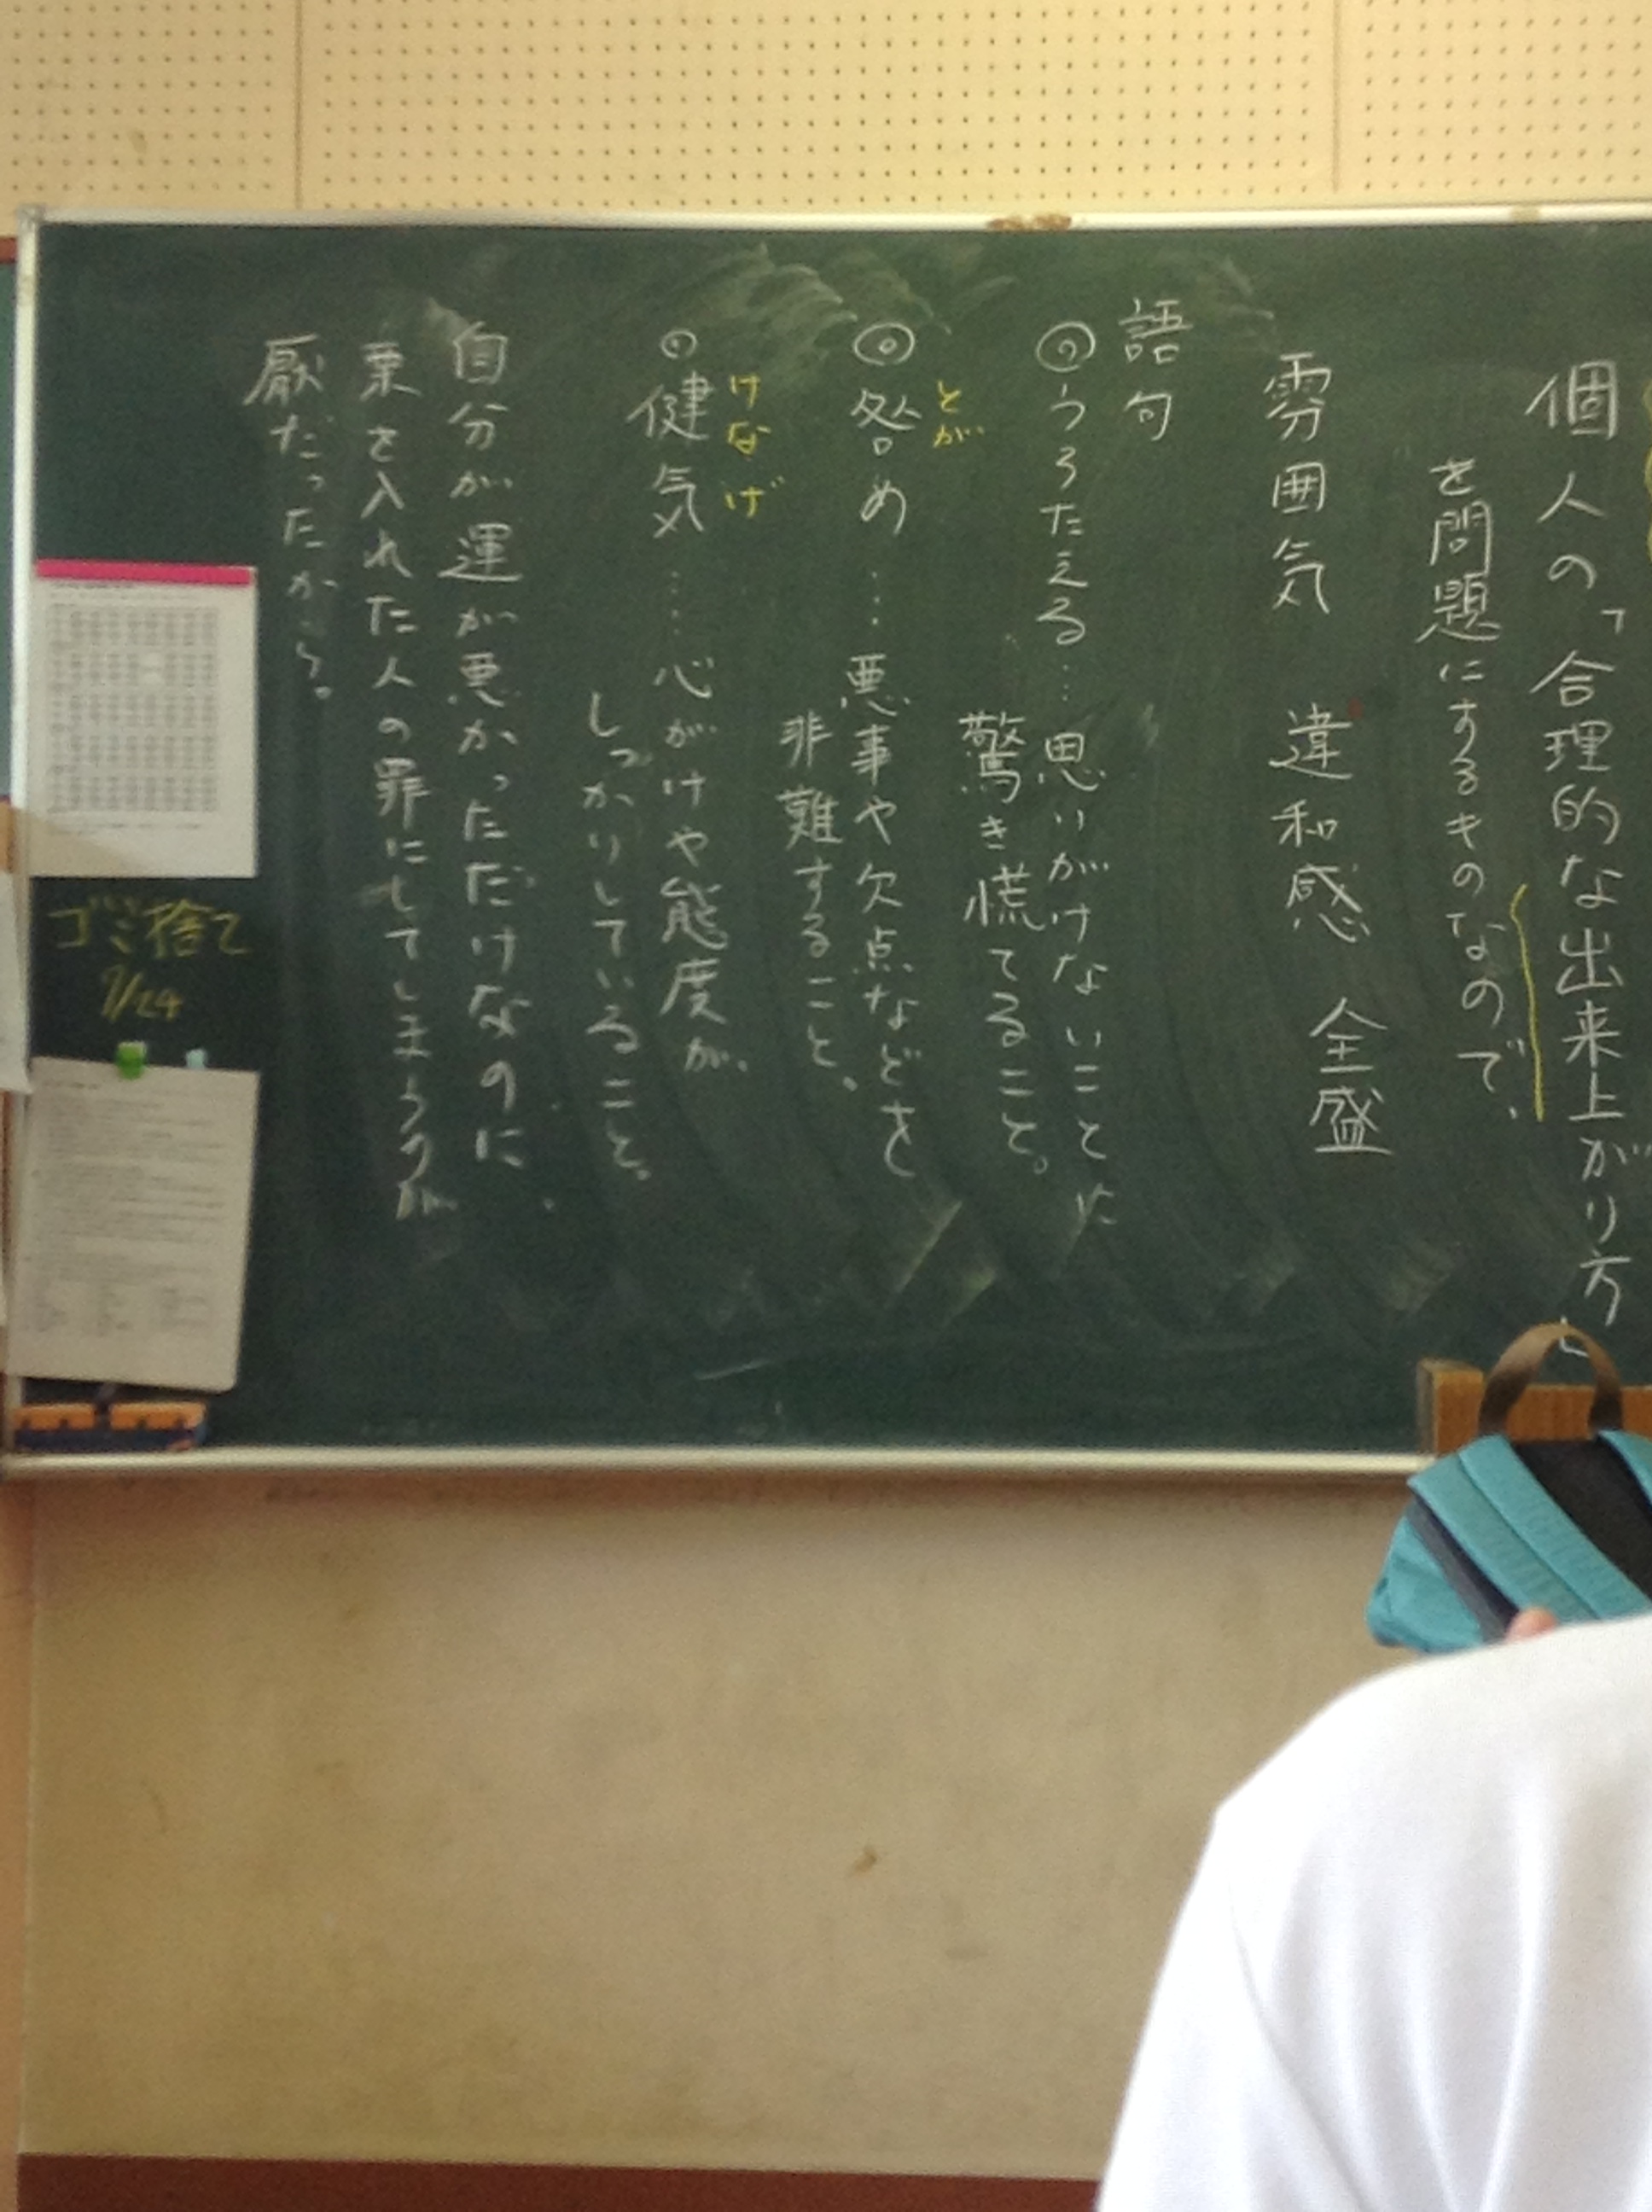 個人の「合理的な出来上がり方」
を問題にするものなので、
雰囲気 違和感 全盛
語句
うろたえる…思いがけないことに
驚き慌てること。
とが
咎め…悪事や欠点などを
非難すること。
けなげ
健気……心がけや態度が、
しっかりしていること。
自分が運が悪かっただけなのに、
票を入れた人の罪にしてしまうのが
厭だったから。
ゴミ捨て
7/24